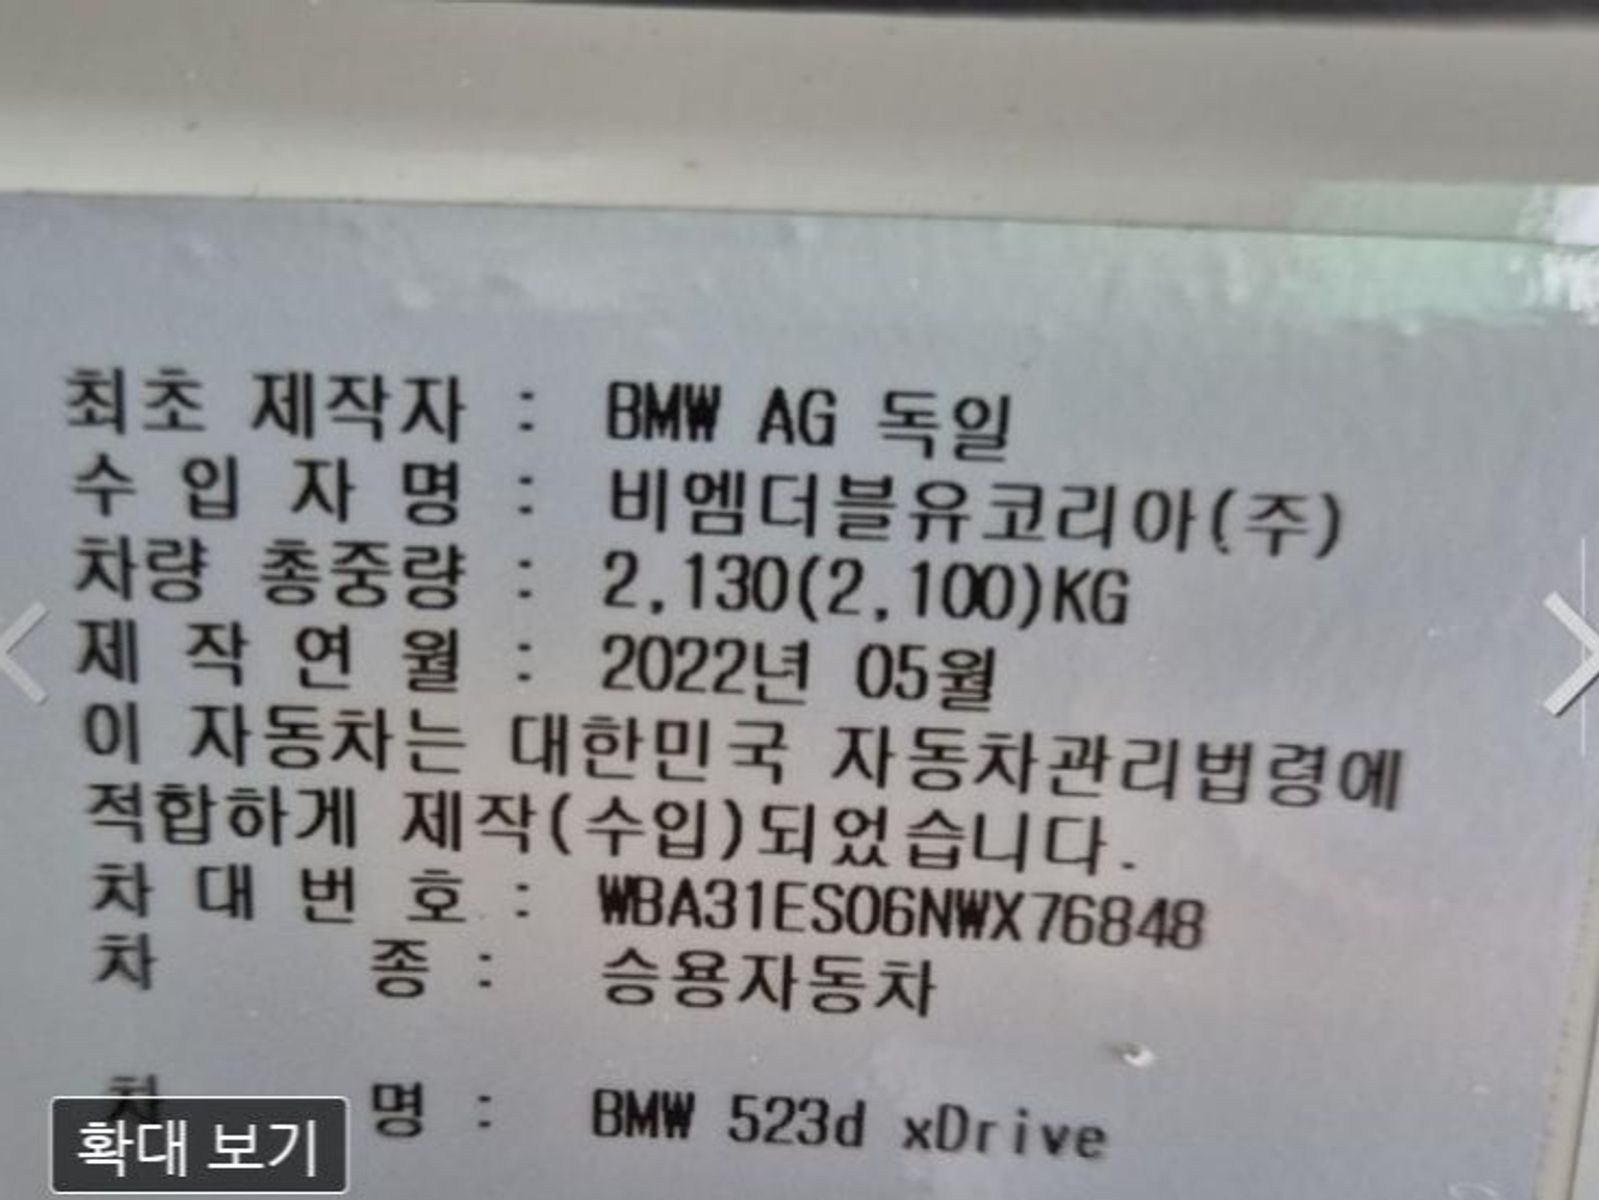 최초 제작자 : BMW AG 독일
수 입 자 명 : 비엠더블유코리아(주)
차량 총중량 : 2,130(2,100)KG
제 작 연 월 : 2022년 05월
이 자동차는 대한민국 자동차관리법령에
적합하게 제작(수입)되었습니다.
차 대 번 호 : WBA31ES06NWX76848
차 종 : 승용자동차
차 명 : BMW 523d xDrive
확대 보기